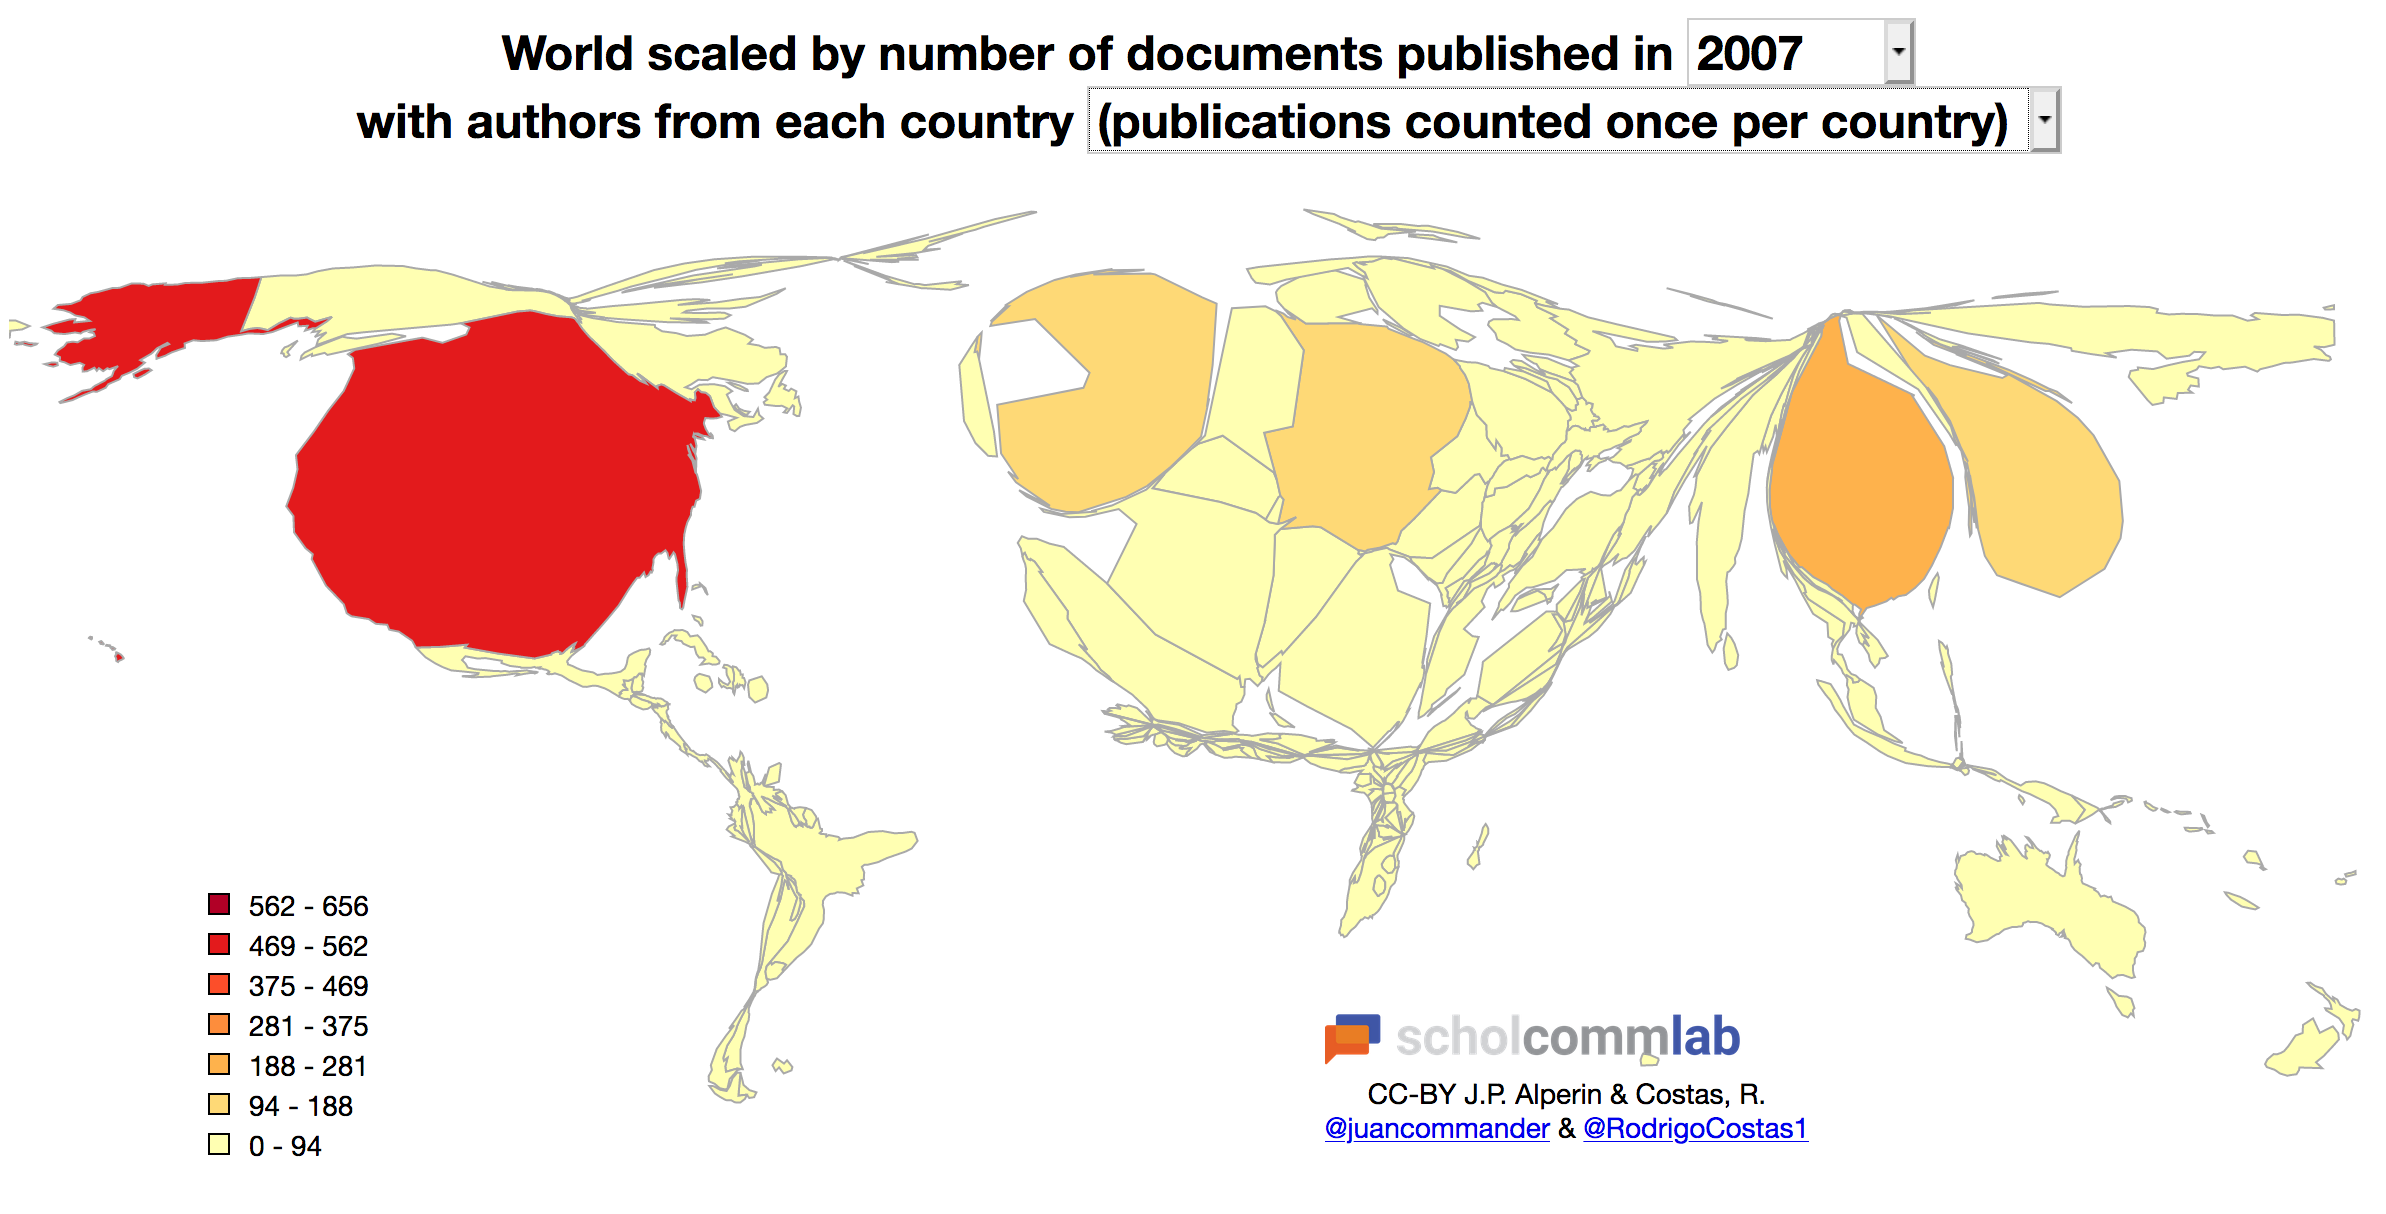 World scaled by number of documents published in 2007
with authors from each country (publications counted once per country)
562 - 656
469 - 562
375 - 469
281 - 375
188 - 281
94 - 188
0 - 94
scholcommlab
CC-BY J.P. Alperin & Costas, R.
@juancommander & @RodrigoCostas1